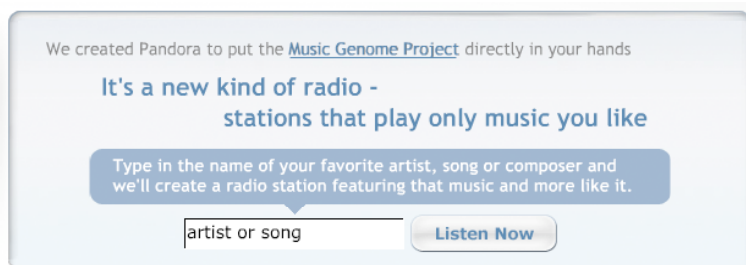 We created Pandora to put the Music Genome Project directly in your hands
It's a new kind of radio -
stations that play only music you like
Type in the name of your favorite artist, song or composer and
we'll create a radio station featuring that music and more like it.
artist or song
Listen Now